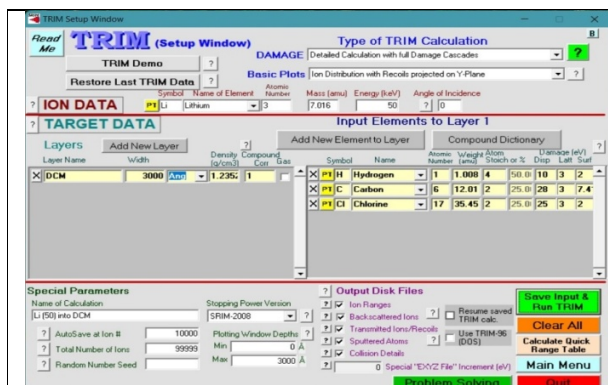 TRIM Setup Window
Read Me
TRIM (Setup Window)
Type of TRIM Calculation
B
TRIM Demo ?
DAMAGE Detailed Calculation with full Damage Cascades ?
Restore Last TRIM Data ?
Basic Plots Ion Distribution with Recoils projected on Y-Plane ?
Symbol Name of Element Atomic Number Mass (amu) Energy (keV) Angle of Incidence
? ION DATA PT Li Lithium 3 7.016 50 ? 0
? TARGET DATA
Input Elements to Layer 1
Layers Add New Layer ?
Add New Element to Layer Compound Dictionary ?
Layer Name Width Density (g/cm3) Compound Corr Gas
Symbol Name Atomic Number Weight (amu) Atom Stoich or % Damage (eV) Disp Latt Surf
X DCM 3000 Ang 1.235 1
X PT H Hydrogen 1 1.008 4 50.0 10 3 2
X PT C Carbon 6 12.01 2 25.0 28 3 7.4
X PT Cl Chlorine 17 35.45 2 25.0 25 3 2
Special Parameters
Name of Calculation
Li (50) into DCM
Stopping Power Version
SRIM-2008 ?
? AutoSave at Ion # 10000
? Total Number of Ions 99999
? Random Number Seed
Plotting Window Depths ?
Min 0 Å
Max 3000 Å
? Output Disk Files
? Ion Ranges
? Backscattered Ions
? Transmitted Ions/Recoils
? Sputtered Atoms
? Collision Details
0 Special "EXYZ File" Increment (eV)
? Resume saved TRIM calc.
? Use TRIM-96 (DOS)
Save Input & Run TRIM
Clear All
Calculate Quick Range Table
Main Menu
Problem Solving
Quit